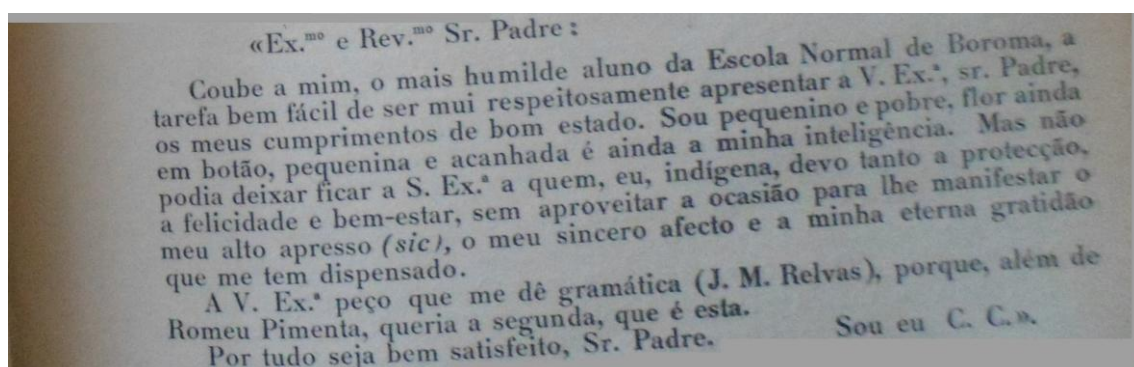 «Ex.ᵐᵒ e Rev.ᵐᵒ Sr. Padre:
Coube a mim, o mais humilde aluno da Escola Normal de Boroma, a
tarefa bem fácil de ser mui respeitosamente apresentar a V. Ex.ª, sr. Padre,
os meus cumprimentos de bom estado. Sou pequenino e pobre, flor ainda
em botão, pequenina e acanhada é ainda a minha inteligência. Mas não
podia deixar ficar a S. Ex.ª a quem, eu, indígena, devo tanto a protecção,
a felicidade e bem-estar, sem aproveitar a ocasião para lhe manifestar o
meu alto apresso (sic), o meu sincero afecto e a minha eterna gratidão
que me tem dispensado.
A V. Ex.ª peço que me dê gramática (J. M. Relvas), porque, além de
Romeu Pimenta, queria a segunda, que é esta.
Por tudo seja bem satisfeito, Sr. Padre. Sou eu C. C.».